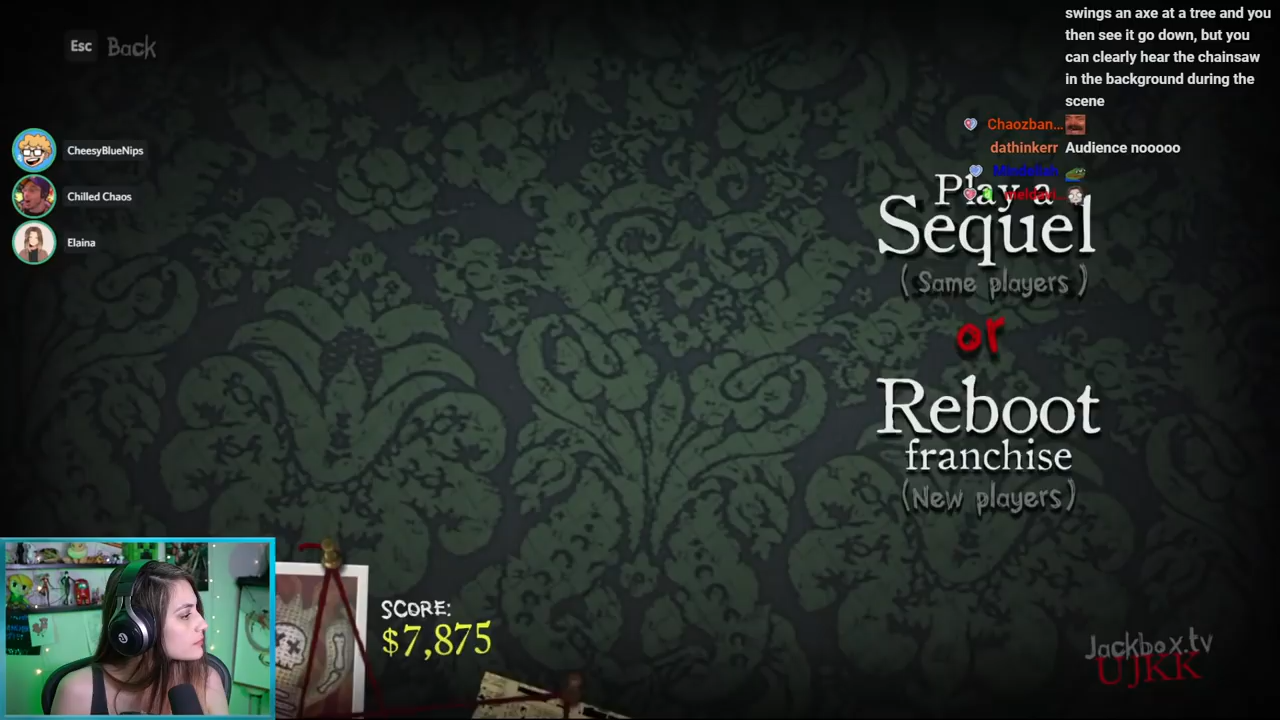 swings an axe at a tree and you
then see it go down, but you
can clearly hear the chainsaw
in the background during the
scene
Esc Back
Chaozban...
dathinkerr Audience nooooo
CheesyBlueNips
Chilled Chaos
Elaina
Play a
Sequel
( Same players )
or
Reboot
franchise
(New players)
SCORE:
$7,875
Jackbox.tv
UJKK